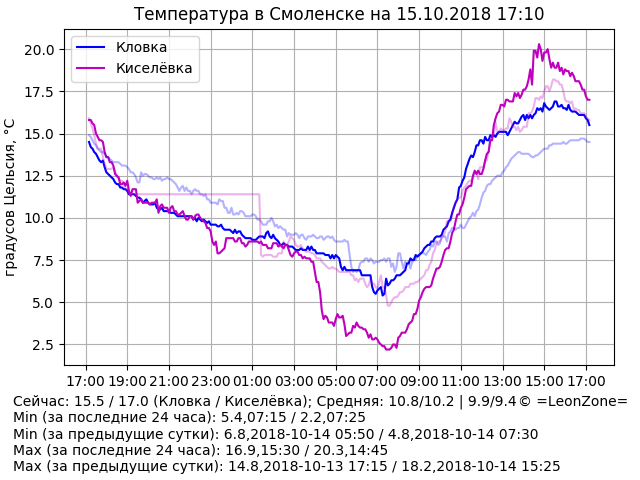 Температура в Смоленске на 15.10.2018 17:10
Кловка
Киселёвка
градусов Цельсия, °C
20.0
17.5
15.0
12.5
10.0
7.5
5.0
2.5
17:00 19:00 21:00 23:00 01:00 03:00 05:00 07:00 09:00 11:00 13:00 15:00 17:00
Сейчас: 15.5 / 17.0 (Кловка / Киселёвка); Средняя: 10.8/10.2 | 9.9/9.4© =LeonZone=
Min (за последние 24 часа): 5.4,07:15 / 2.2,07:25
Min (за предыдущие сутки): 6.8,2018-10-14 05:50 / 4.8,2018-10-14 07:30
Max (за последние 24 часа): 16.9,15:30 / 20.3,14:45
Max (за предыдущие сутки): 14.8,2018-10-13 17:15 / 18.2,2018-10-14 15:25